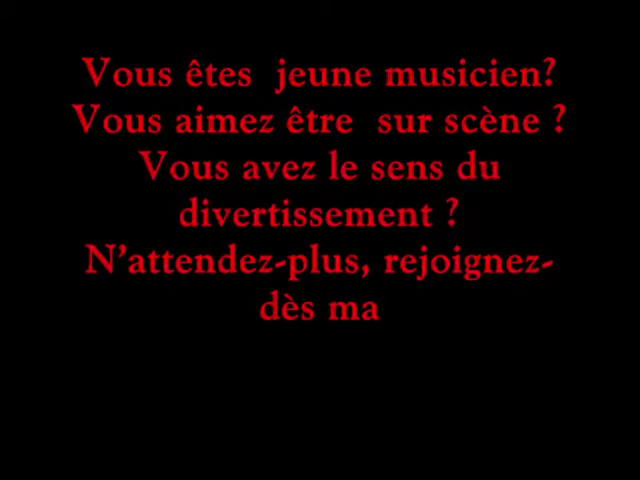 Vous êtes jeune musicien?
Vous aimez être sur scène ?
Vous avez le sens du
divertissement ?
N’attendez-plus, rejoignez-
dès ma